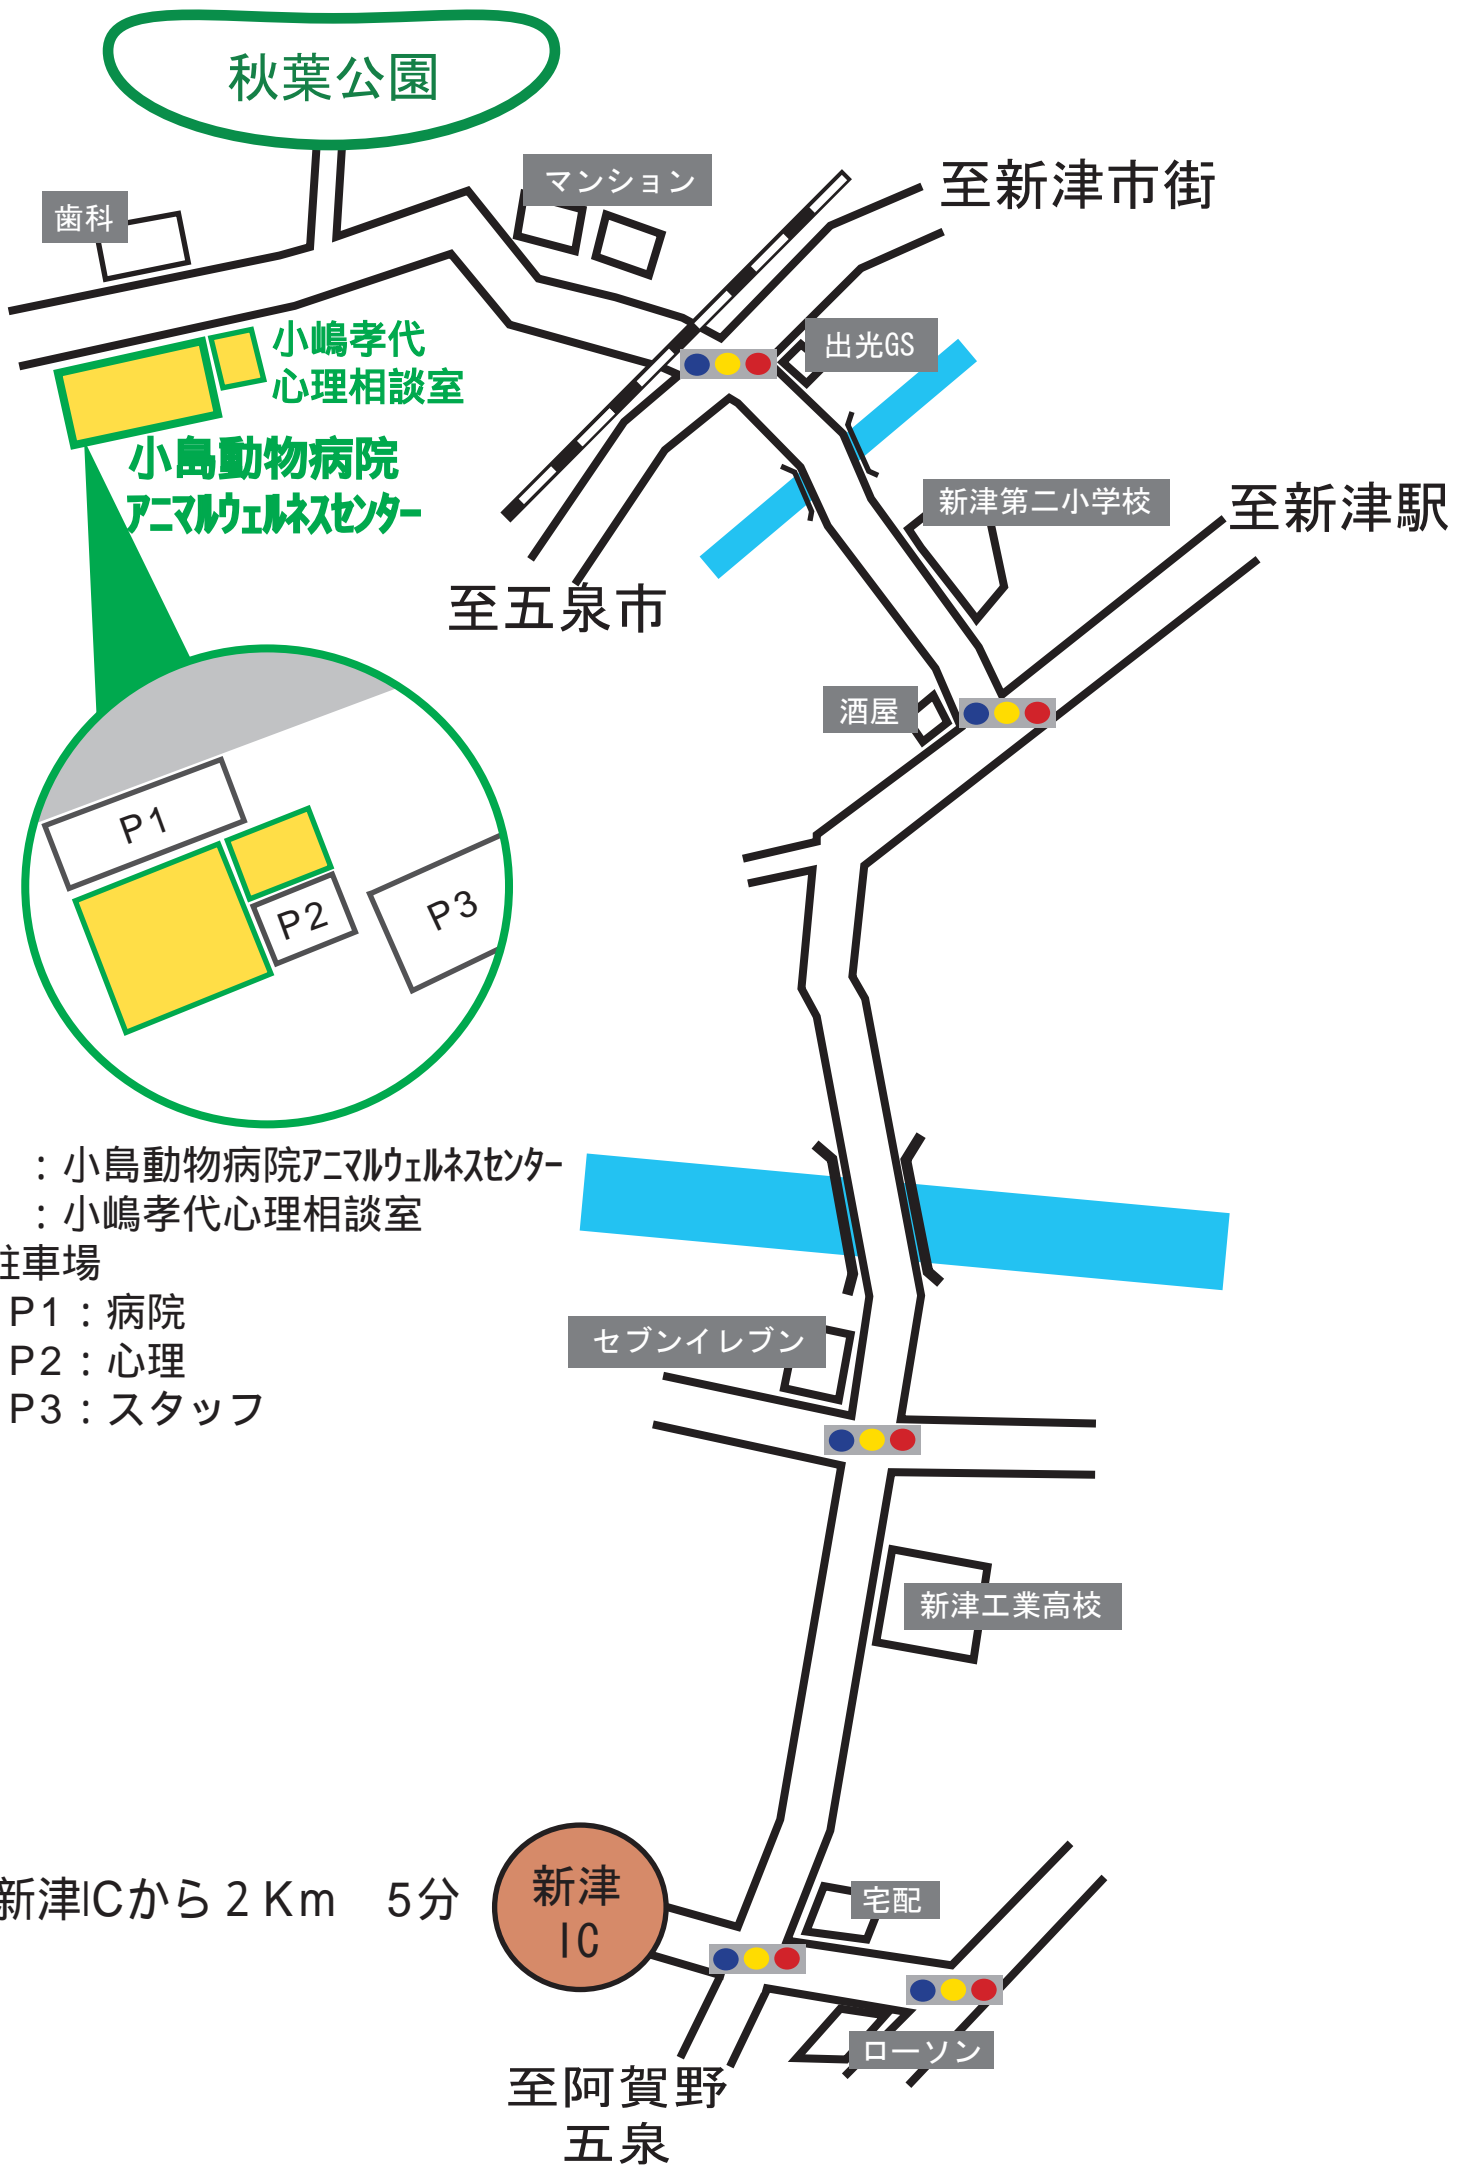 秋葉公園
マンション
至新津市街
歯科
小嶋孝代
心理相談室
出光GS
小島動物病院
アニマルウェルネスセンター
新津第二小学校
至新津駅
至五泉市
酒屋
P1
P2
P3
：小島動物病院アニマルウェルネスセンター
：小嶋孝代心理相談室
駐車場
P1：病院
P2：心理
P3：スタッフ
セブンイレブン
新津工業高校
新津ICから２Km　5分
新津
IC
宅配
ローソン
至阿賀野
五泉